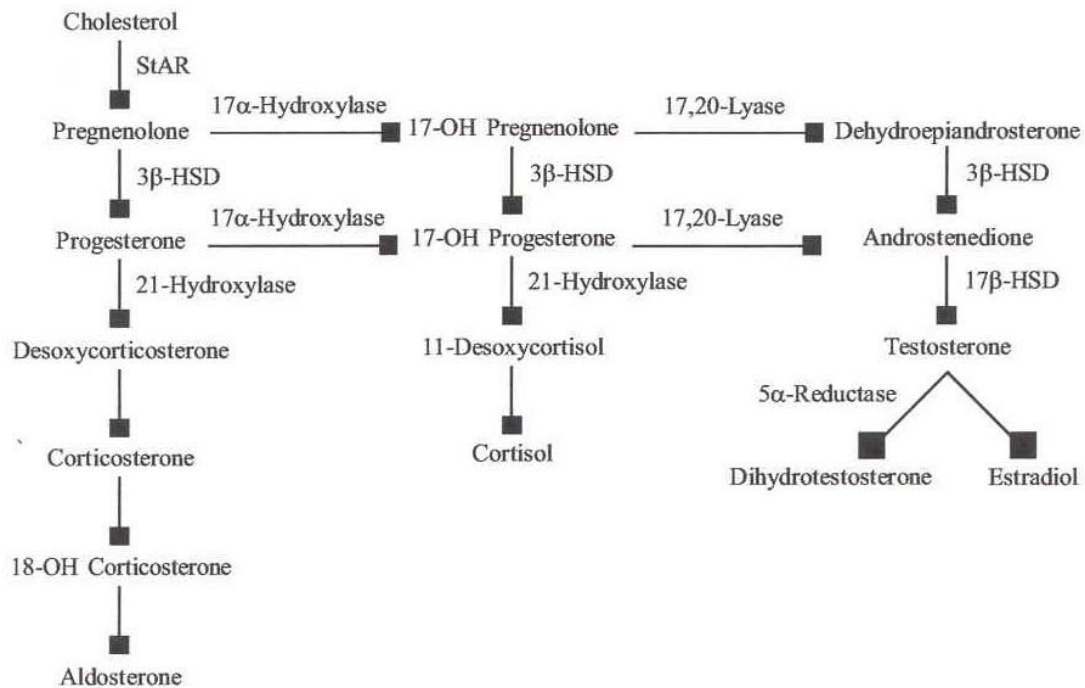 Cholesterol
StAR
17α-Hydroxylase
17,20-Lyase
Pregnenolone
17-OH Pregnenolone
Dehydroepiandrosterone
3β-HSD
3β-HSD
3β-HSD
17α-Hydroxylase
17,20-Lyase
Progesterone
17-OH Progesterone
Androstenedione
21-Hydroxylase
21-Hydroxylase
17β-HSD
Desoxycorticosterone
11-Desoxycortisol
Testosterone
5α-Reductase
Corticosterone
Cortisol
Dihydrotestosterone
Estradiol
18-OH Corticosterone
Aldosterone